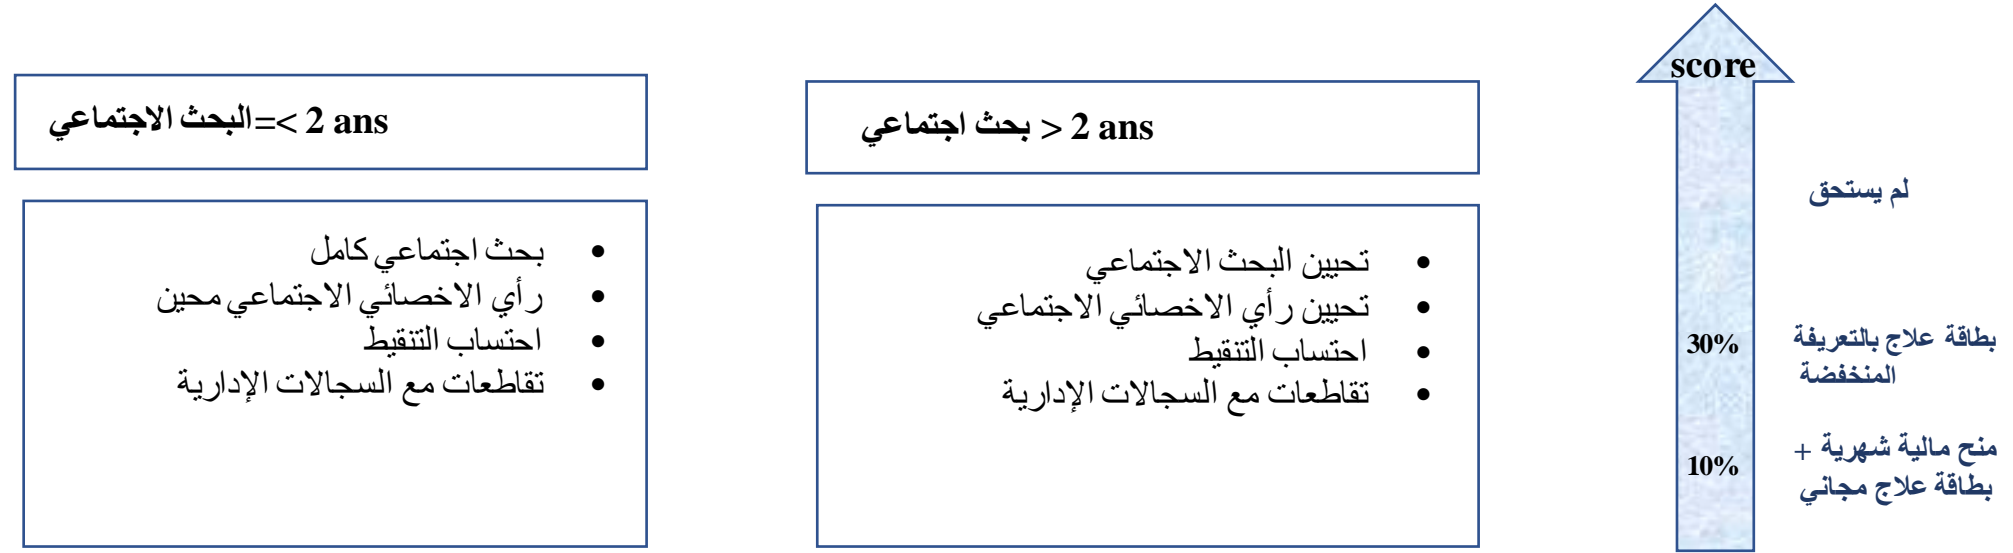 البحث الاجتماعي=< 2 ans
بحث اجتماعي كامل
رأي الاخصائي الاجتماعي محين
احتساب التنقيط
تقاطعات مع السجالات الإدارية
بحث اجتماعي > 2 ans
تحيين البحث الاجتماعي
تحيين رأي الاخصائي الاجتماعي
احتساب التنقيط
تقاطعات مع السجالات الإدارية
score
لم يستحق
30%
بطاقة علاج بالتعريفة
المنخفضة
10%
منح مالية شهرية +
بطاقة علاج مجاني